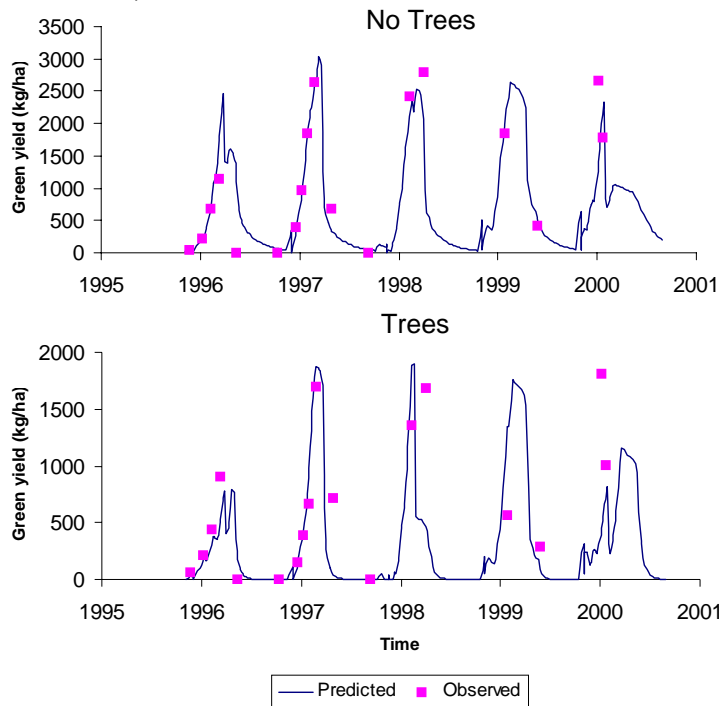 No Trees
Green yield (kg/ha)
3500
3000
2500
2000
1500
1000
500
0
1995 1996 1997 1998 1999 2000 2001
Trees
Green yield (kg/ha)
2000
1500
1000
500
0
1995 1996 1997 1998 1999 2000 2001
Time
Predicted Observed